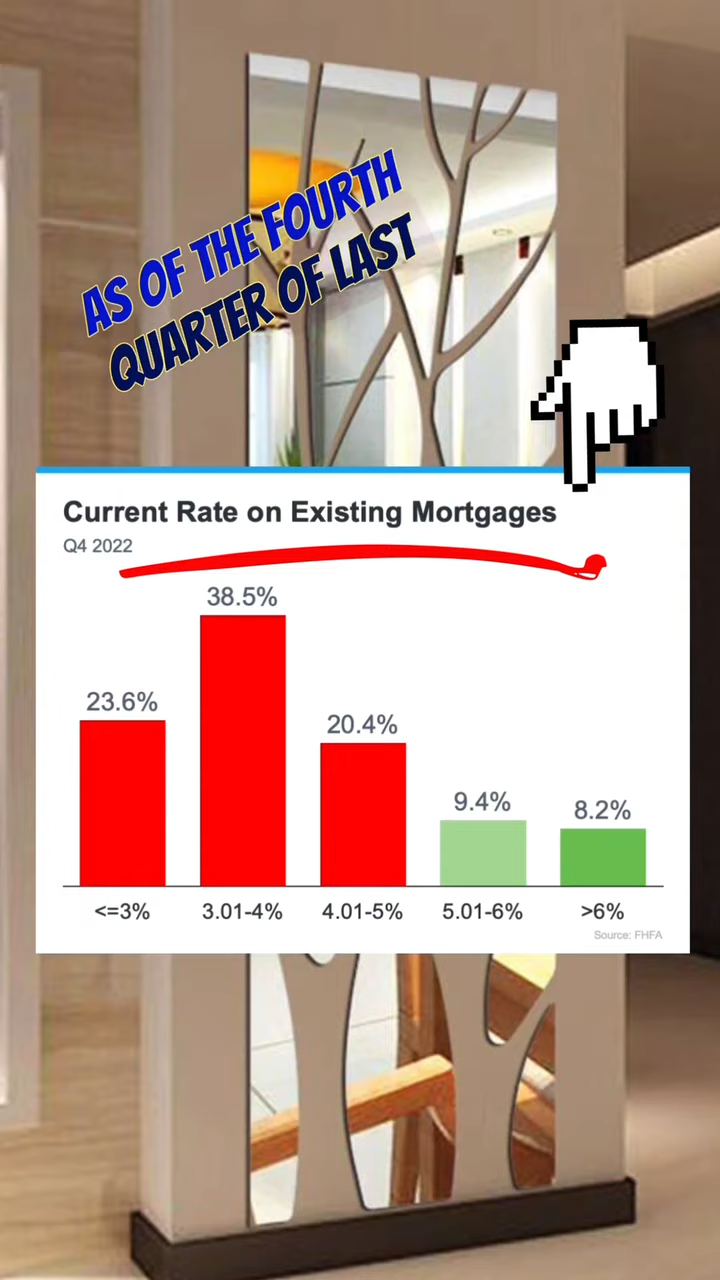 AS OF THE FOURTH
QUARTER OF LAST
Current Rate on Existing Mortgages
Q4 2022
38.5%
23.6%
20.4%
9.4%
8.2%
<=3%
3.01-4%
4.01-5%
5.01-6%
>6%
Source: FHFA